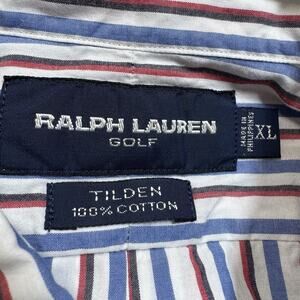 RALPH LAUREN
GOLF
MADE IN
PHILIPPINES
XL
TILDEN
100% COTTON